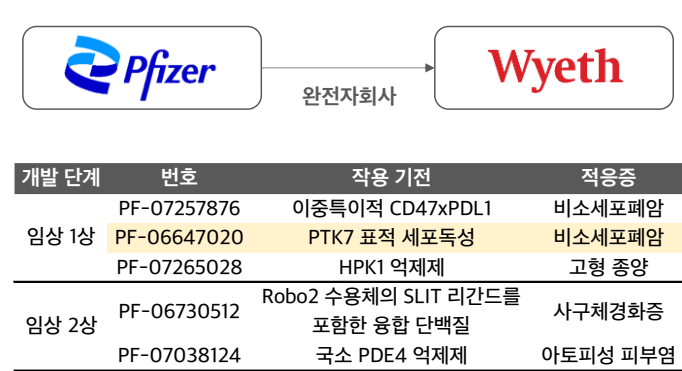 Pfizer
Wyeth
완전자회사
개발 단계 번호 작용 기전 적응증
PF-07257876 이중특이적 CD47xPDL1 비소세포폐암
임상 1상 PF-06647020 PTK7 표적 세포독성 비소세포폐암
PF-07265028 HPK1 억제제 고형 종양
Robo2 수용체의 SLIT 리간드를
임상 2상 PF-06730512 포함한 융합 단백질 사구체경화증
PF-07038124 국소 PDE4 억제제 아토피성 피부염